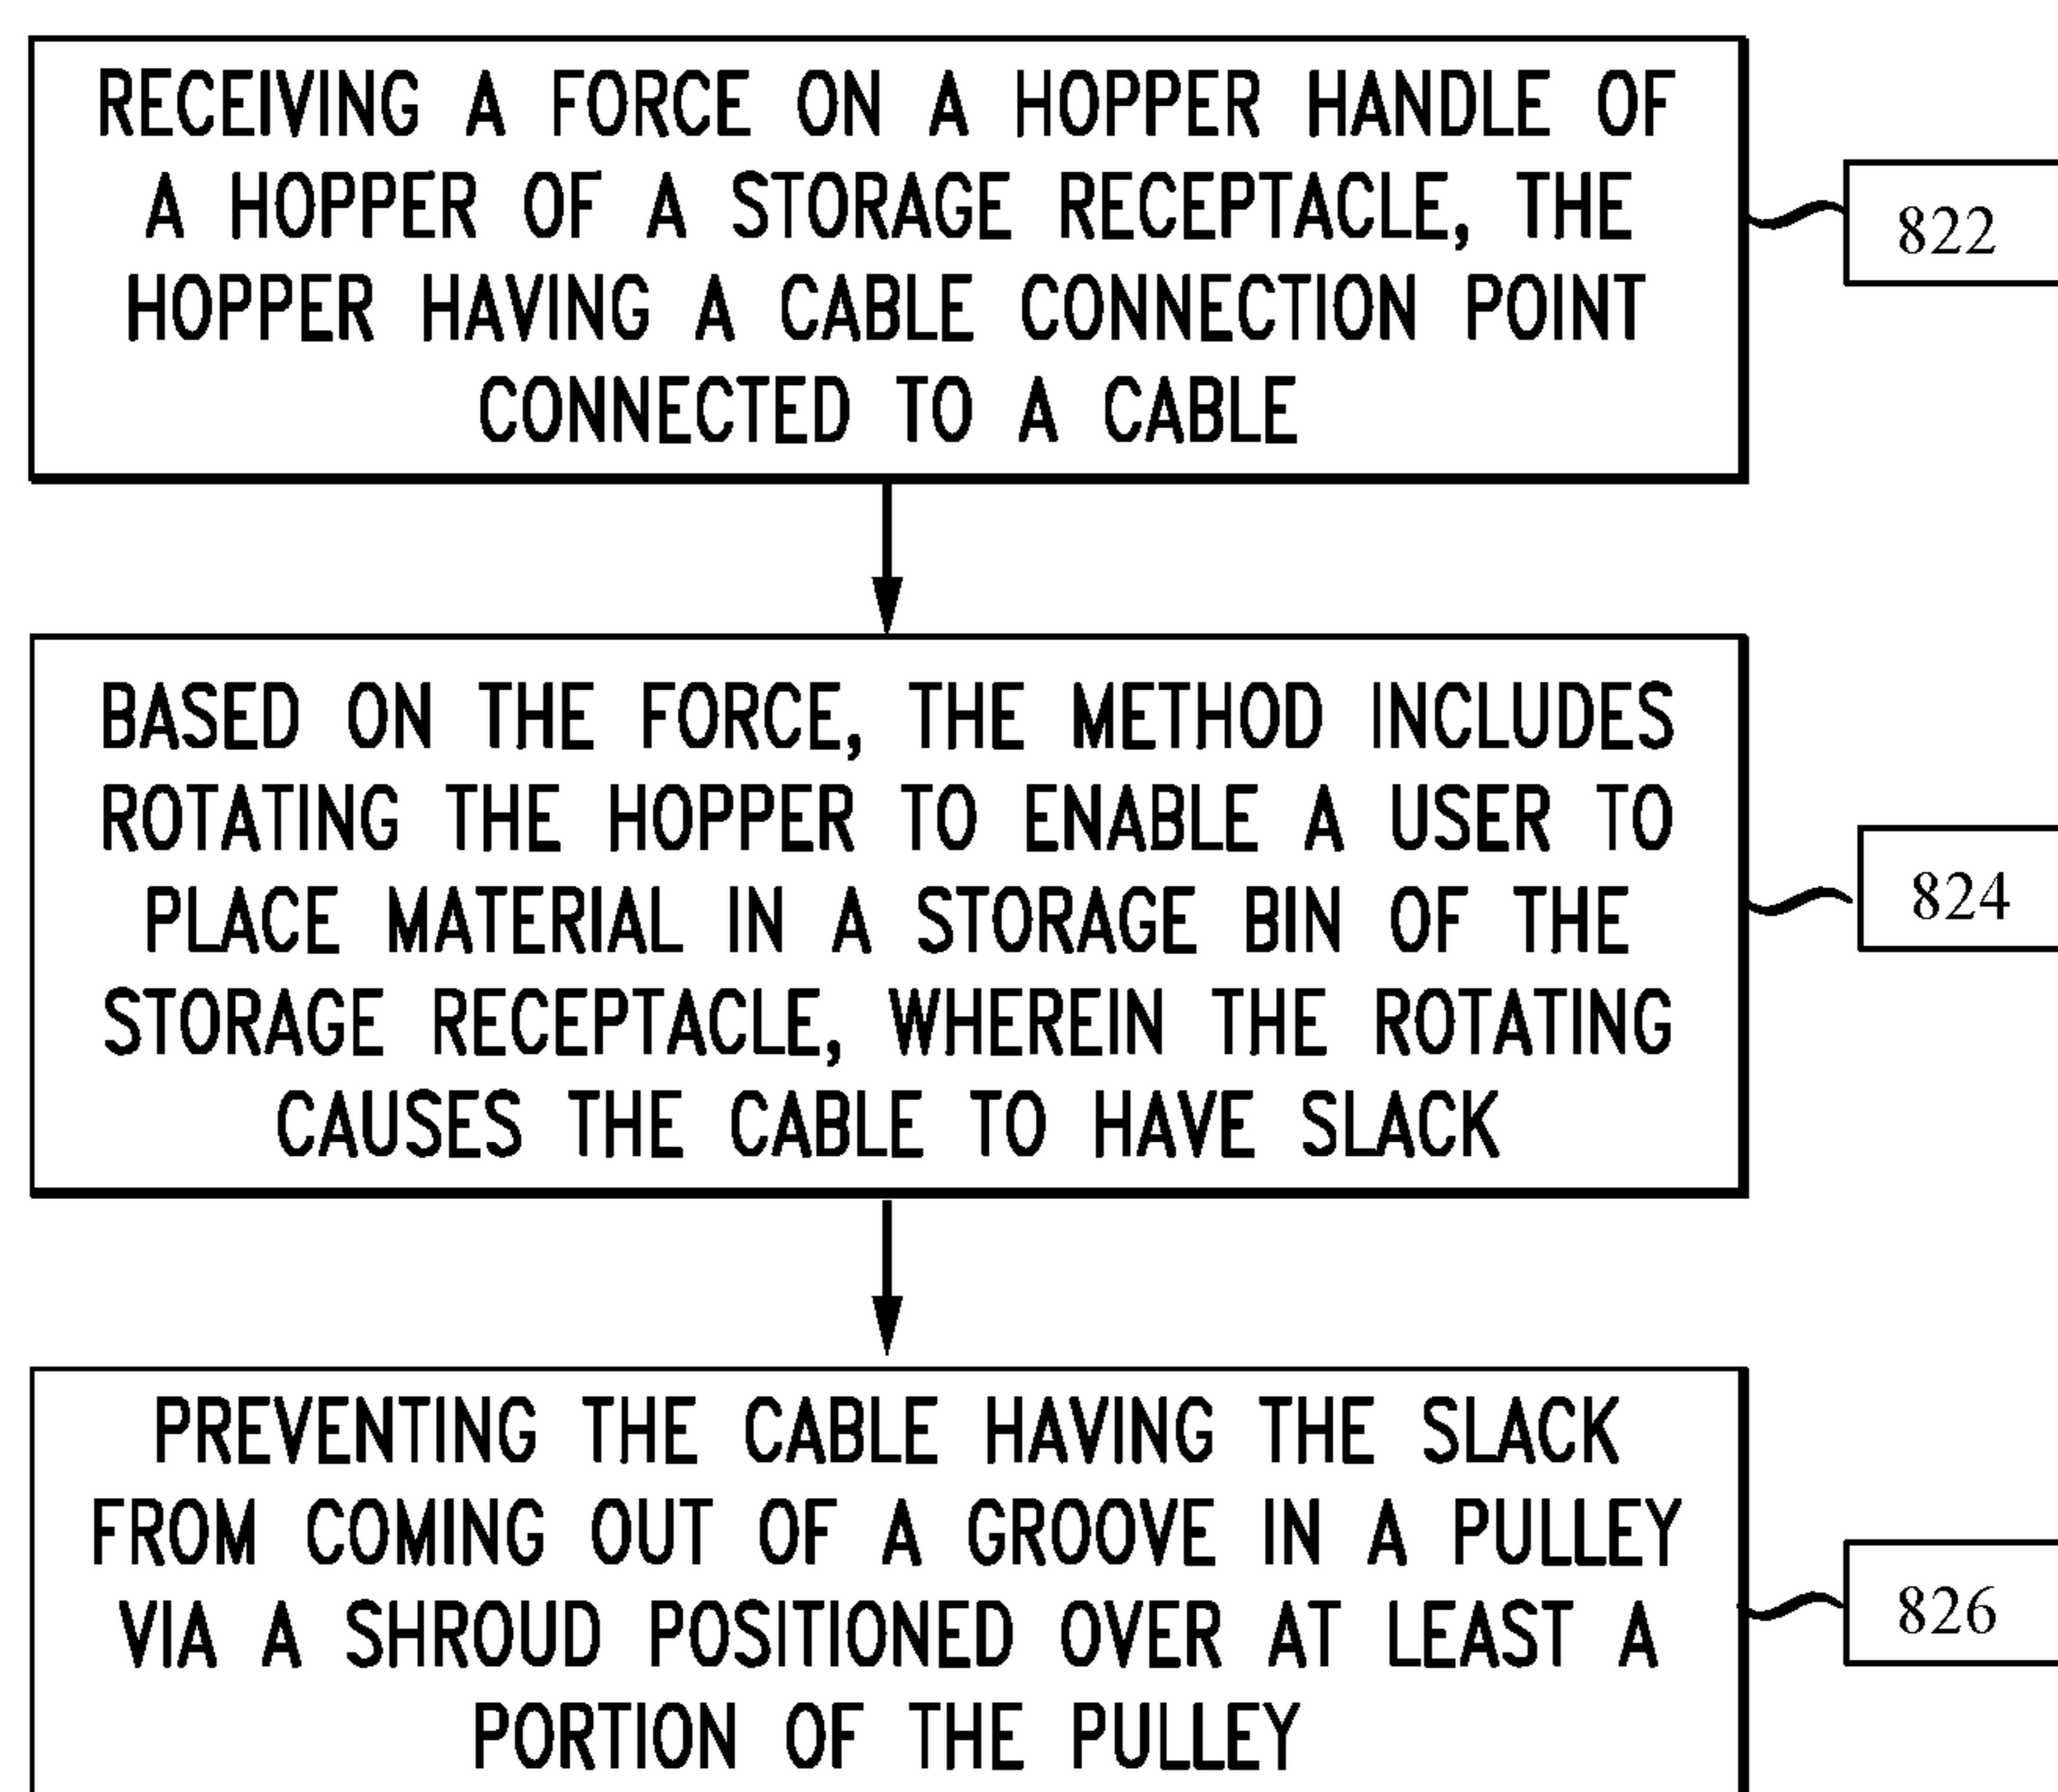 RECEIVING A FORCE ON A HOPPER HANDLE OF
A HOPPER OF A STORAGE RECEPTACLE, THE
HOPPER HAVING A CABLE CONNECTION POINT
CONNECTED TO A CABLE
822
BASED ON THE FORCE, THE METHOD INCLUDES
ROTATING THE HOPPER TO ENABLE A USER TO
PLACE MATERIAL IN A STORAGE BIN OF THE
STORAGE RECEPTACLE, WHEREIN THE ROTATING
CAUSES THE CABLE TO HAVE SLACK
824
PREVENTING THE CABLE HAVING THE SLACK
FROM COMING OUT OF A GROOVE IN A PULLEY
VIA A SHROUD POSITIONED OVER AT LEAST A
PORTION OF THE PULLEY
826